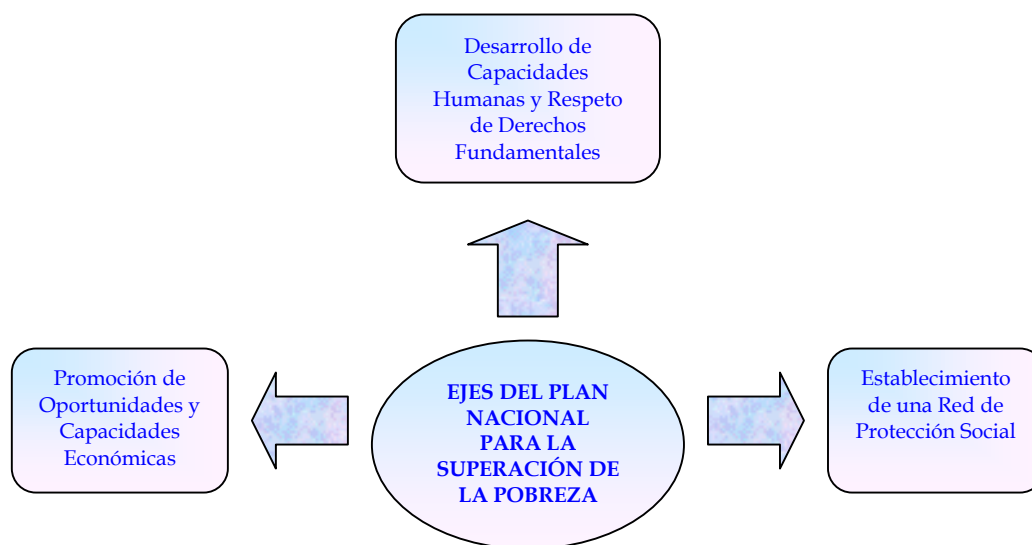 Desarrollo de
Capacidades
Humanas y Respeto
de Derechos
Fundamentales
Promoción de
Oportunidades y
Capacidades
Económicas
EJES DEL PLAN
NACIONAL
PARA LA
SUPERACIÓN DE
LA POBREZA
Establecimiento
de una Red de
Protección Social